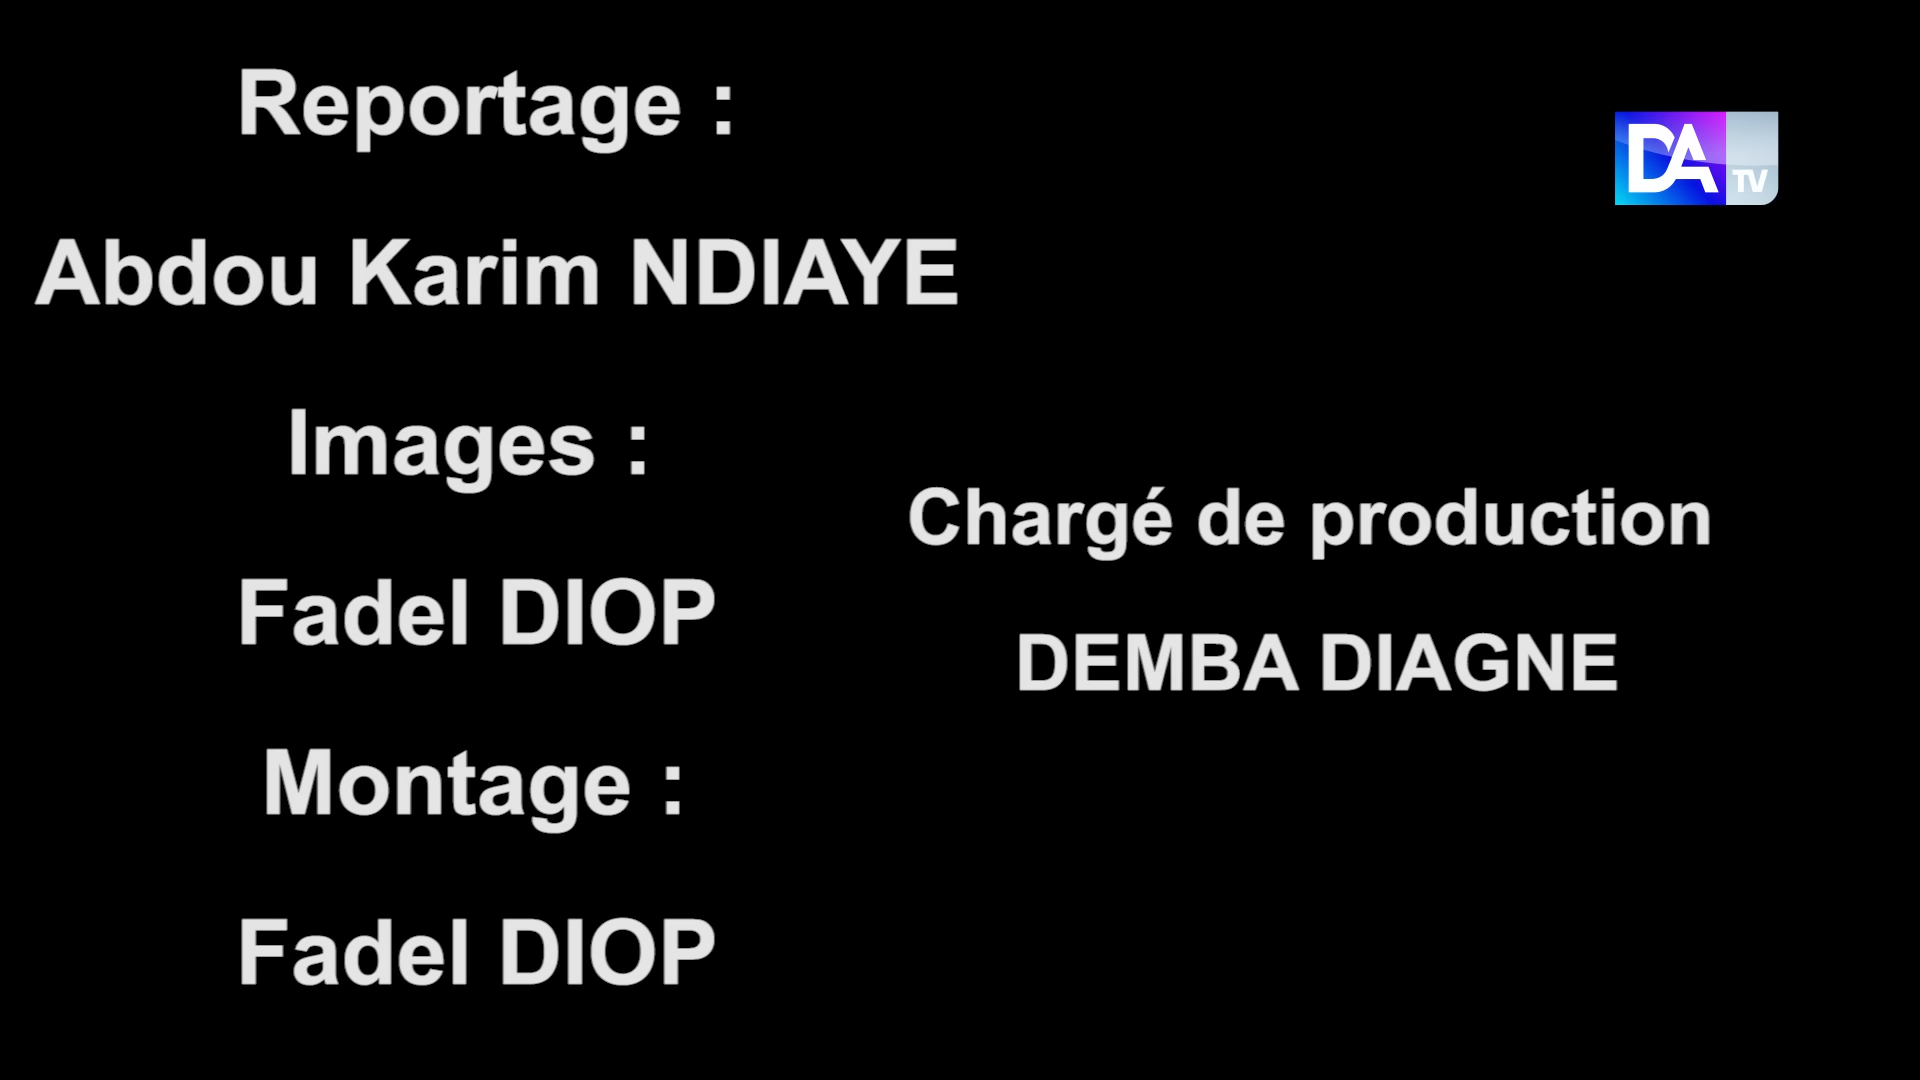 Reportage :
Abdou Karim NDIAYE
Images :
Fadel DIOP
Montage :
Fadel DIOP
Chargé de production
DEMBA DIAGNE
DA TV